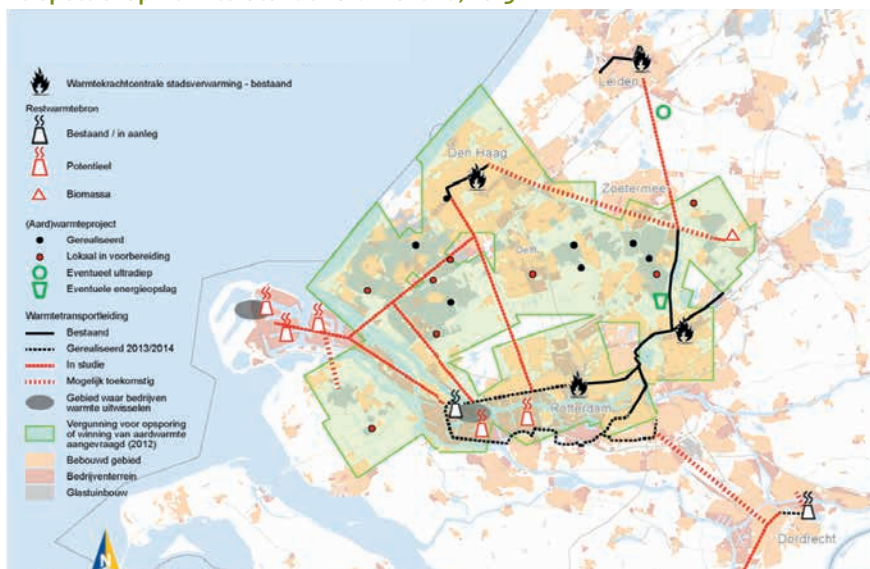 Warmtekrachtcentrale stadsverwarming - bestaand
Restwarmtebron
Bestaand / in aanleg
Potentieel
Biomassa
(Aard)warmteproject
Gerealiseerd
Lokaal in voorbereiding
Eventueel ultradiep
Eventuele energieopslag
Warmtetransportleiding
Bestaand
Gerealiseerd 2013/2014
In studie
Mogelijk toekomstig
Gebied waar bedrijven
warmte uitwisselen
Vergunning voor opsporing
of winning van aardwarmte
aangevraagd (2012)
Bebouwd gebied
Bedrijventerrein
Glastuinbouw
Leiden
Den Haag
Zoetermeer
Delft
Rotterdam
Dordrecht
N